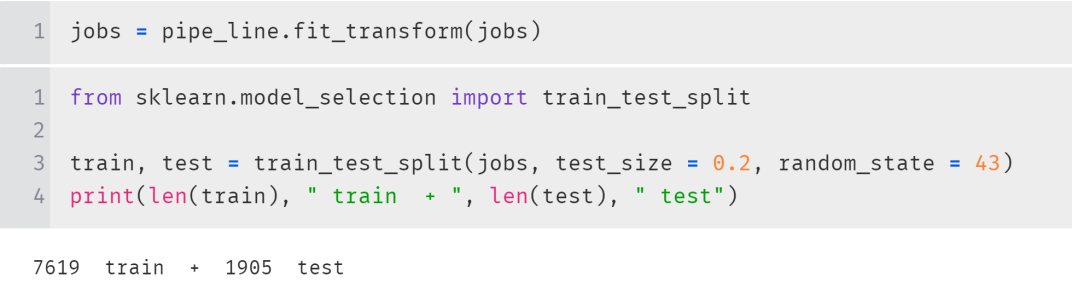 1 jobs = pipe_line.fit_transform(jobs)
1 from sklearn.model_selection import train_test_split
2
3 train, test = train_test_split(jobs, test_size = 0.2, random_state = 43)
4 print(len(train), " train  + ", len(test), " test")
7619  train  +  1905  test